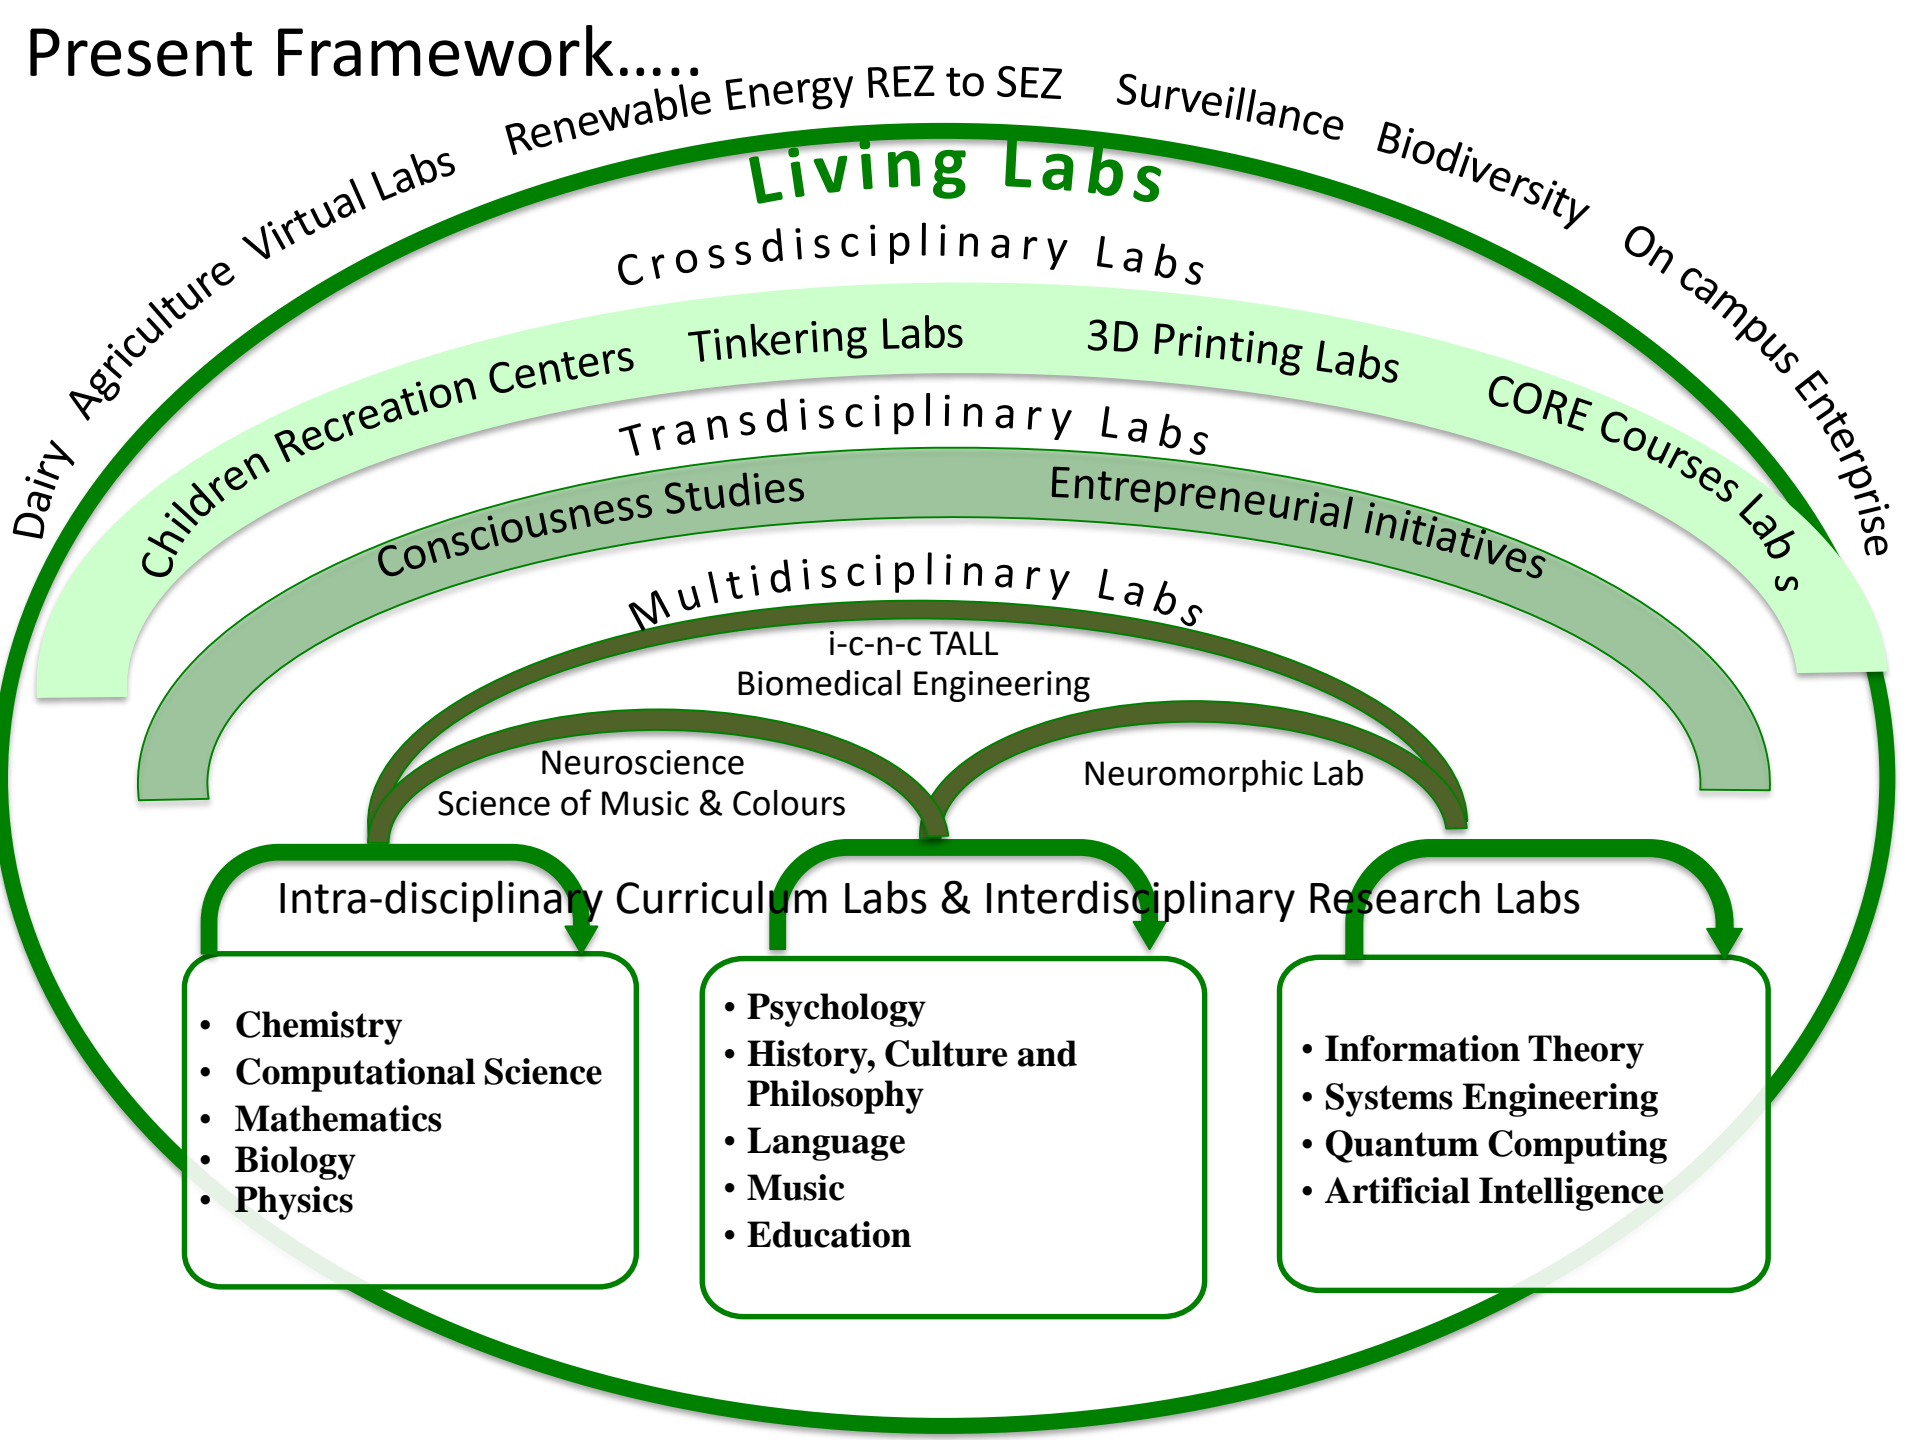 Present Framework.....
Dairy Agriculture Virtual Labs Renewable Energy REZ to SEZ Surveillance Biodiversity On campus Enterprise
Living Labs
Crossdisciplinary Labs
Children Recreation Centers Tinkering Labs 3D Printing Labs CORE Courses Lab s
Transdisciplinary Labs
Consciousness Studies Entrepreneurial initiatives
Multidisciplinary Labs
i-c-n-c TALL
Biomedical Engineering
Neuroscience
Science of Music & Colours
Neuromorphic Lab
Intra-disciplinary Curriculum Labs & Interdisciplinary Research Labs
• Chemistry
• Computational Science
• Mathematics
• Biology
• Physics
• Psychology
• History, Culture and
Philosophy
• Language
• Music
• Education
• Information Theory
• Systems Engineering
• Quantum Computing
• Artificial Intelligence